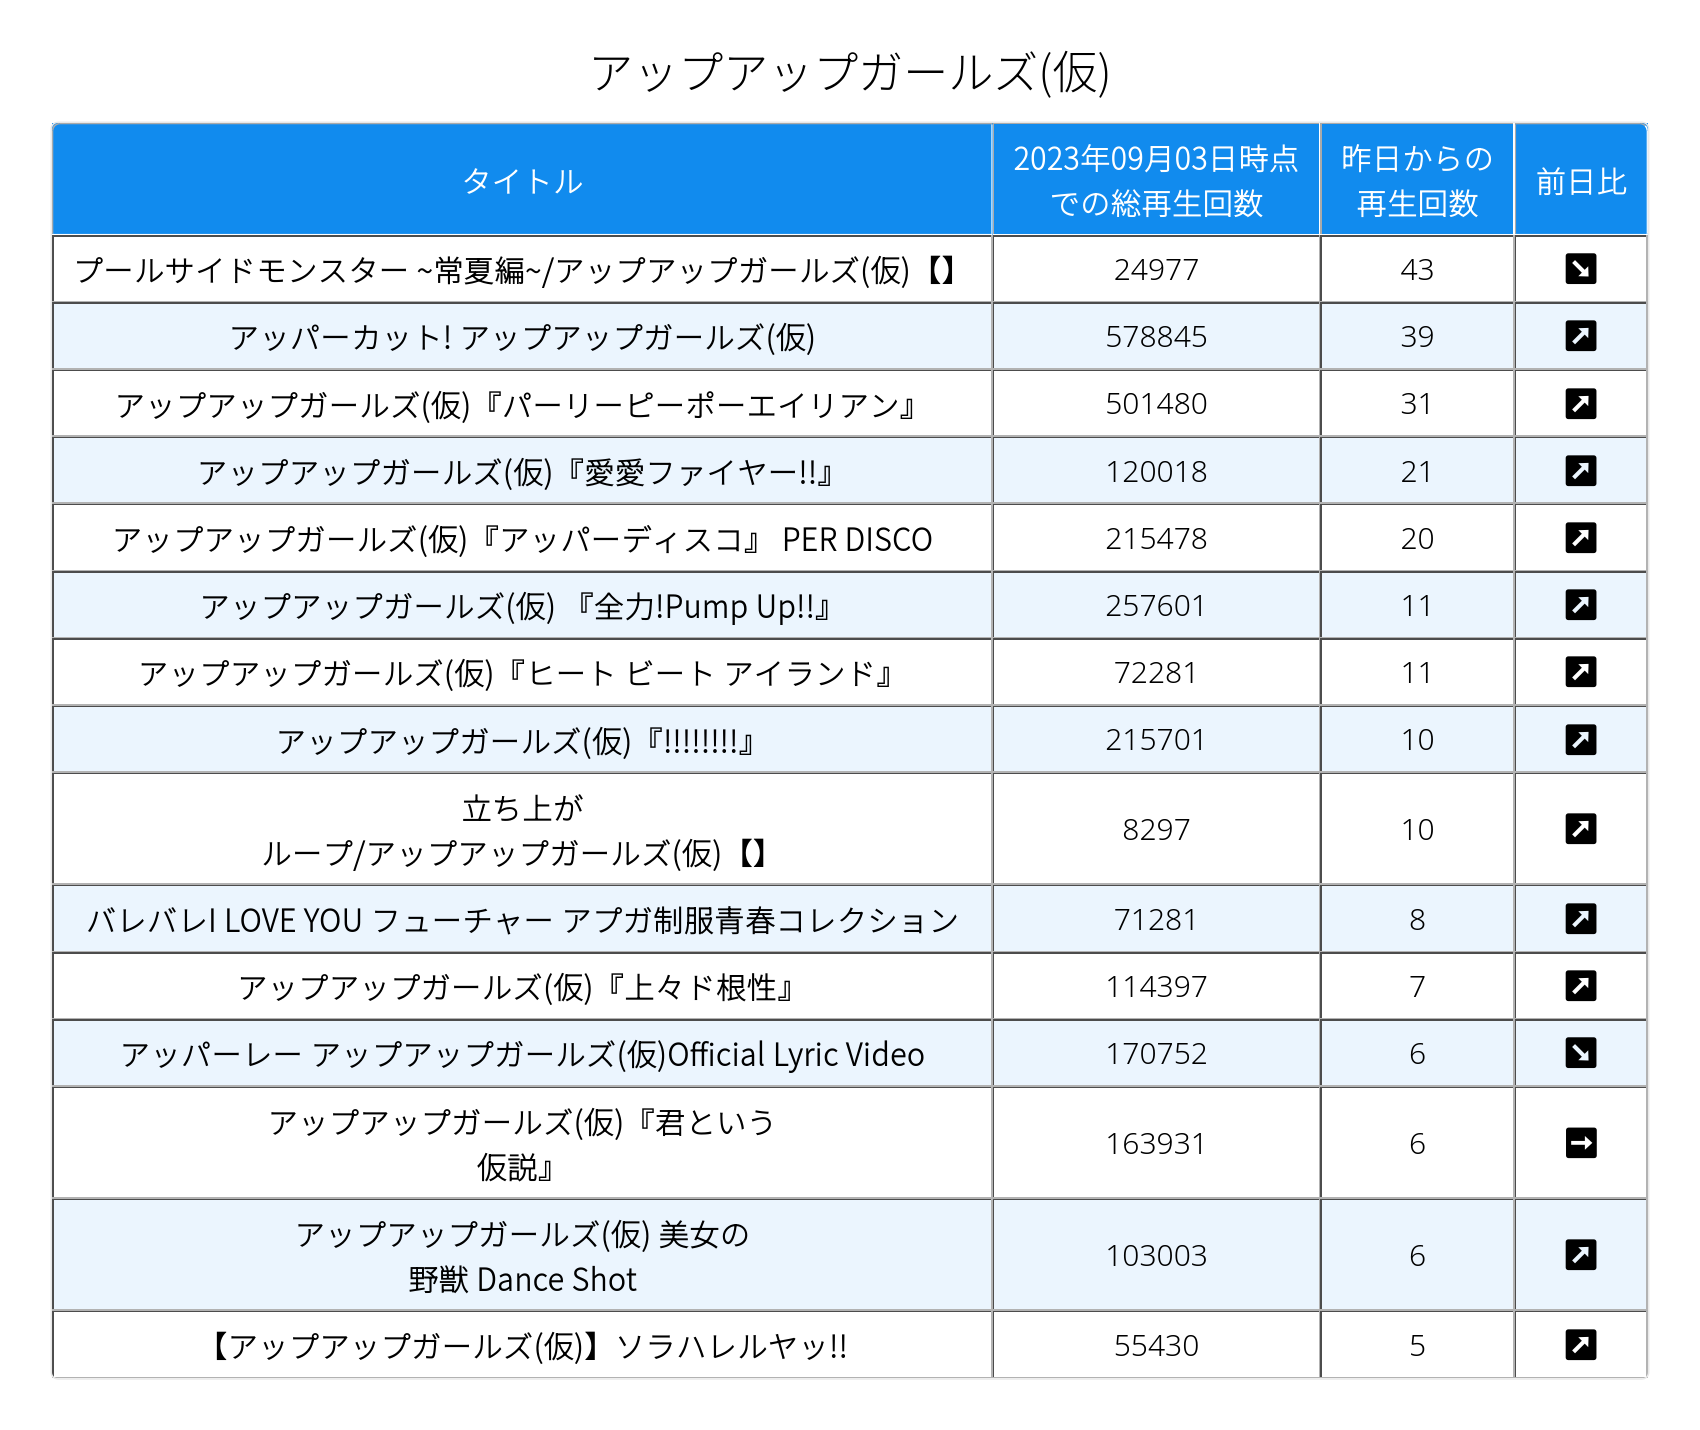 アップアップガールズ(仮)
タイトル
2023年09月03日時点
での総再生回数
昨日からの
再生回数
前日比
プールサイドモンスター ~常夏編~/アップアップガールズ(仮)【】
24977
43
アッパーカット! アップアップガールズ(仮)
578845
39
アップアップガールズ(仮)『パーリーピーポーエイリアン』
501480
31
アップアップガールズ(仮)『愛愛ファイヤー!!』
120018
21
アップアップガールズ(仮)『アッパーディスコ』 PER DISCO
215478
20
アップアップガールズ(仮) 『全力!Pump Up!!』
257601
11
アップアップガールズ(仮)『ヒート ビート アイランド』
72281
11
アップアップガールズ(仮)『!!!!!!!!』
215701
10
立ち上が
ループ/アップアップガールズ(仮)【】
8297
10
バレバレI LOVE YOU フューチャー アプガ制服青春コレクション
71281
8
アップアップガールズ(仮)『上々ド根性』
114397
7
アッパーレー アップアップガールズ(仮)Official Lyric Video
170752
6
アップアップガールズ(仮)『君という
仮説』
163931
6
アップアップガールズ(仮) 美女の
野獣 Dance Shot
103003
6
【アップアップガールズ(仮)】ソラハレルヤッ!!
55430
5